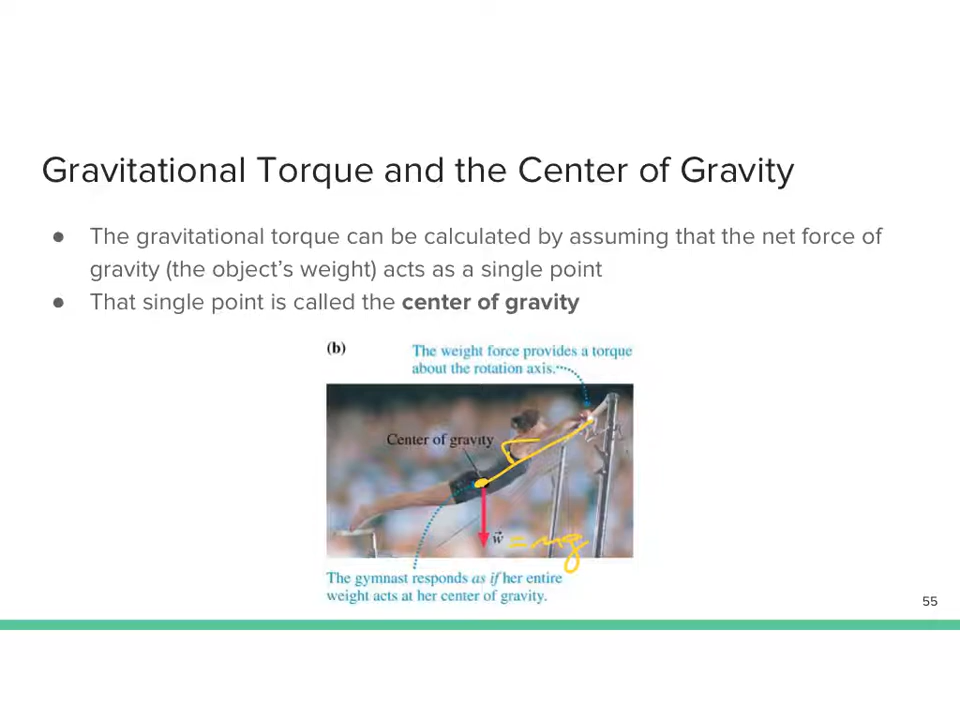 Gravitational Torque and the Center of Gravity
● The gravitational torque can be calculated by assuming that the net force of
gravity (the object's weight) acts as a single point
● That single point is called the center of gravity
(b)
The weight force provides a torque
about the rotation axis.
Center of gravity
w⃗ = mg
The gymnast responds as if her entire
weight acts at her center of gravity.
55